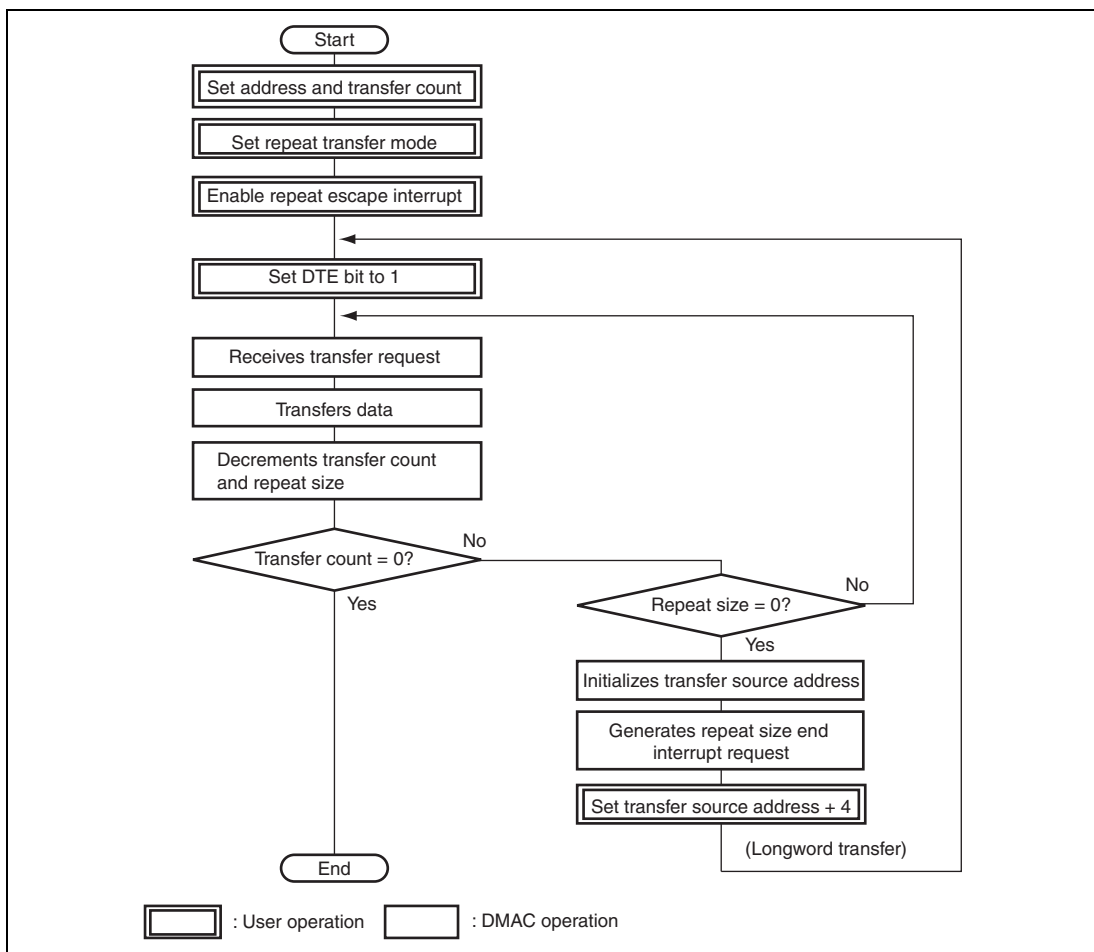 Start
Set address and transfer count
Set repeat transfer mode
Enable repeat escape interrupt
Set DTE bit to 1
Receives transfer request
Transfers data
Decrements transfer count
and repeat size
Transfer count = 0?
No
Yes
Repeat size = 0?
No
Yes
Initializes transfer source address
Generates repeat size end
interrupt request
Set transfer source address + 4
(Longword transfer)
End
: User operation
: DMAC operation